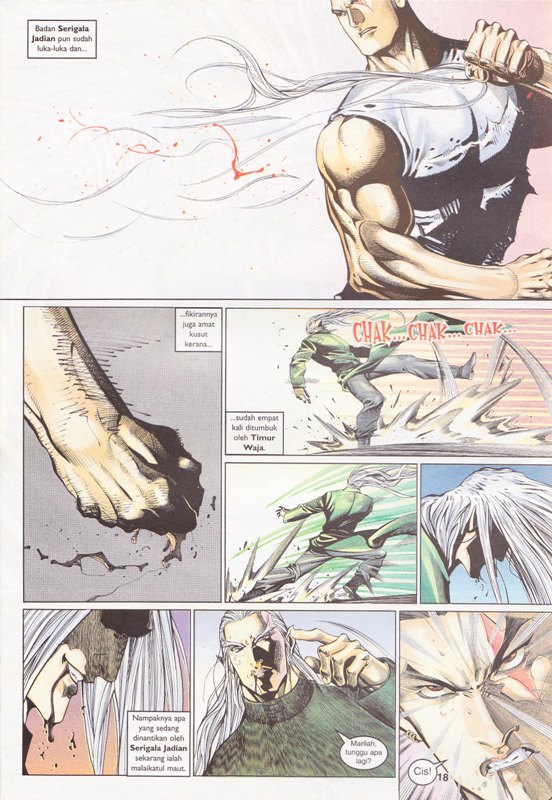 Badan Serigala
Jadian pun sudah
luka-luka dan...
...fikirannya
juga amat
kusut
kerana...
CHAK...CHAK...CHAK...
...sudah empat
kali ditumbuk
oleh Timur
Waja.
Nampaknya apa
yang sedang
dinantikan oleh
Serigala Jadian
sekarang ialah
malaikatul maut.
Marilah,
tunggu apa
lagi?
Cis!
18